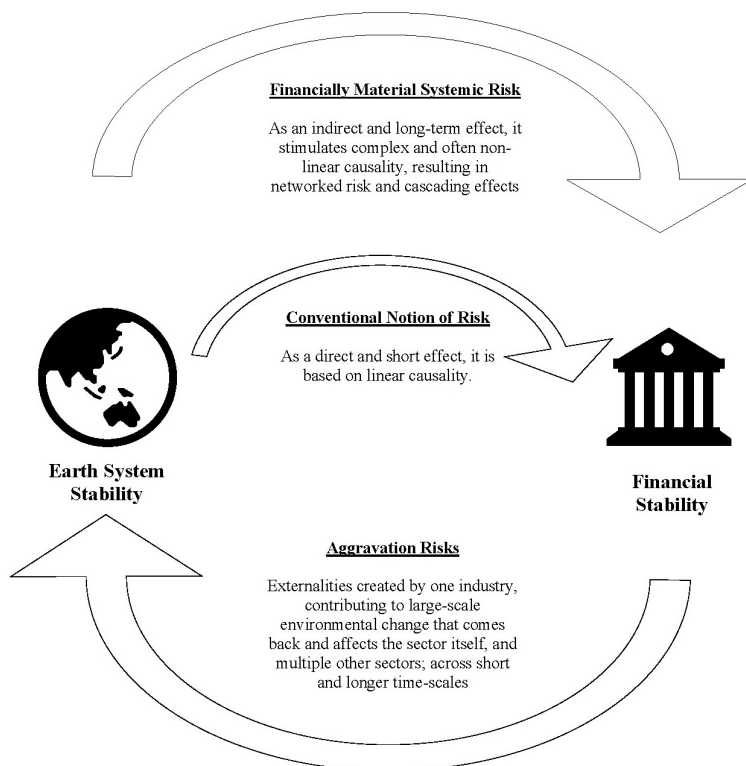 Financially Material Systemic Risk
As an indirect and long-term effect, it
stimulates complex and often non-
linear causality, resulting in
networked risk and cascading effects
Conventional Notion of Risk
As a direct and short effect, it is
based on linear causality.
Earth System
Stability
Financial
Stability
Aggravation Risks
Externalities created by one industry,
contributing to large-scale
environmental change that comes
back and affects the sector itself, and
multiple other sectors; across short
and longer time-scales